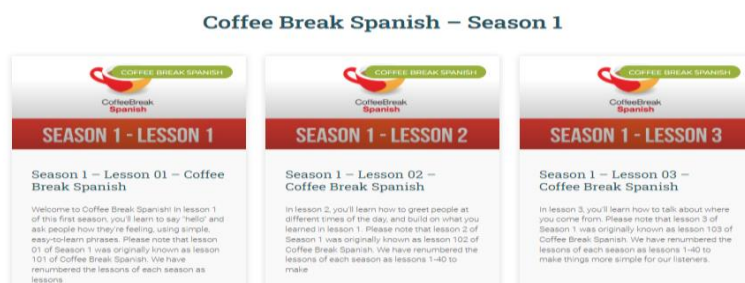 Coffee Break Spanish – Season 1
COFFEE BREAK SPANISH
CoffeeBreak
Spanish
SEASON 1 - LESSON 1
Season 1 – Lesson 01 – Coffee
Break Spanish
Welcome to Coffee Break Spanish! In lesson 1
of this first season, you'll learn to say "hello" and
ask people how they're feeling, using simple,
easy-to-learn phrases. Please note that lesson
01 of Season 1 was originally known as lesson
101 of Coffee Break Spanish. We have
renumbered the lessons of each season as
lessons
COFFEE BREAK SPANISH
CoffeeBreak
Spanish
SEASON 1 - LESSON 2
Season 1 – Lesson 02 –
Coffee Break Spanish
In lesson 2, you'll learn how to greet people at
different times of the day, and build on what you
learned in lesson 1. Please note that lesson 2 of
Season 1 was originally known as lesson 102 of
Coffee Break Spanish. We have renumbered the
lessons of each season as lessons 1-40 to
make
COFFEE BREAK SPANISH
CoffeeBreak
Spanish
SEASON 1 - LESSON 3
Season 1 – Lesson 03 –
Coffee Break Spanish
In lesson 3, you'll learn how to talk about where
you come from. Please note that lesson 3 of
Season 1 was originally known as lesson 103 of
Coffee Break Spanish. We have renumbered the
lessons of each season as lessons 1-40 to
make things more simple for our listeners.